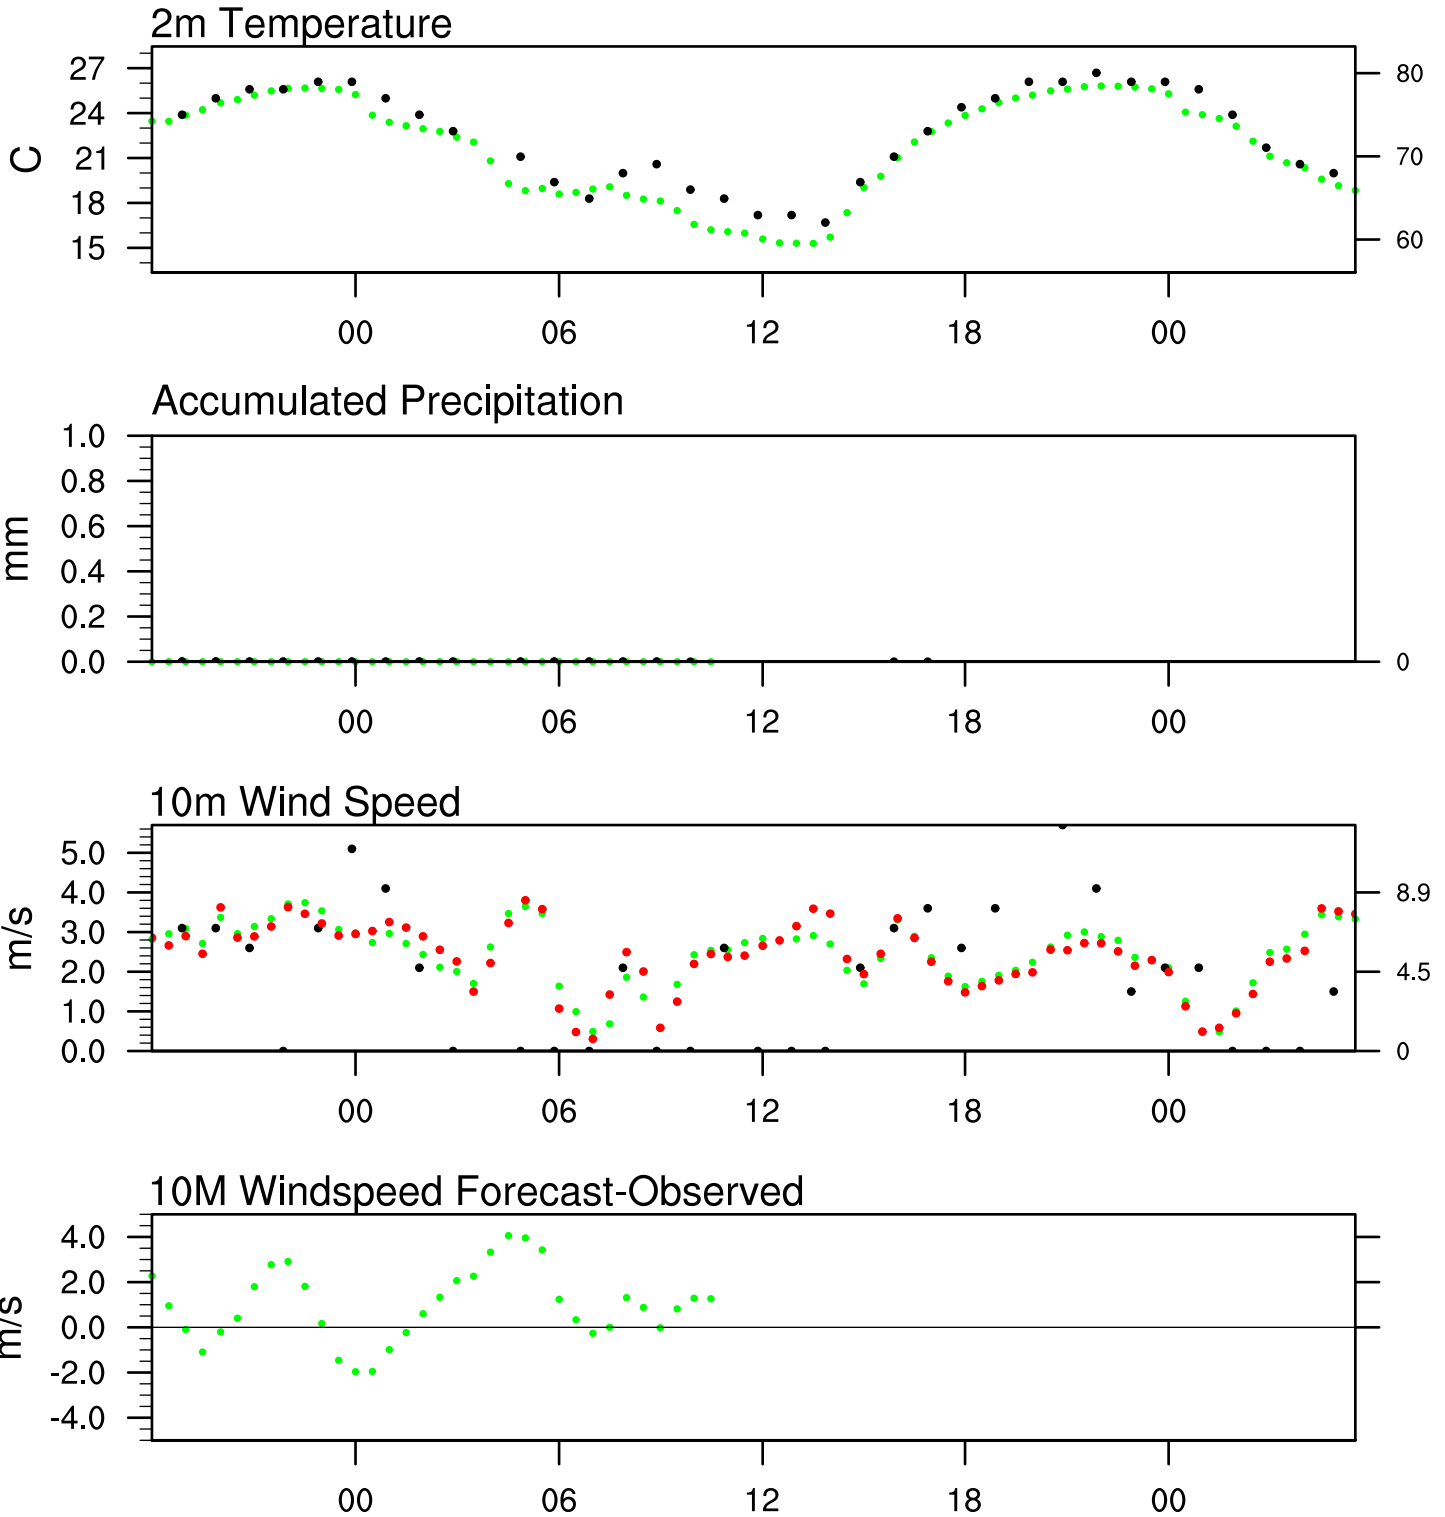 2m Temperature
C
27
24
21
18
15
80
70
60
00 06 12 18 00
Accumulated Precipitation
mm
1.0
0.8
0.6
0.4
0.2
0.0
0
00 06 12 18 00
10m Wind Speed
m/s
5.0
4.0
3.0
2.0
1.0
0.0
8.9
4.5
0
00 06 12 18 00
10M Windspeed Forecast-Observed
m/s
4.0
2.0
0.0
-2.0
-4.0
00 06 12 18 00